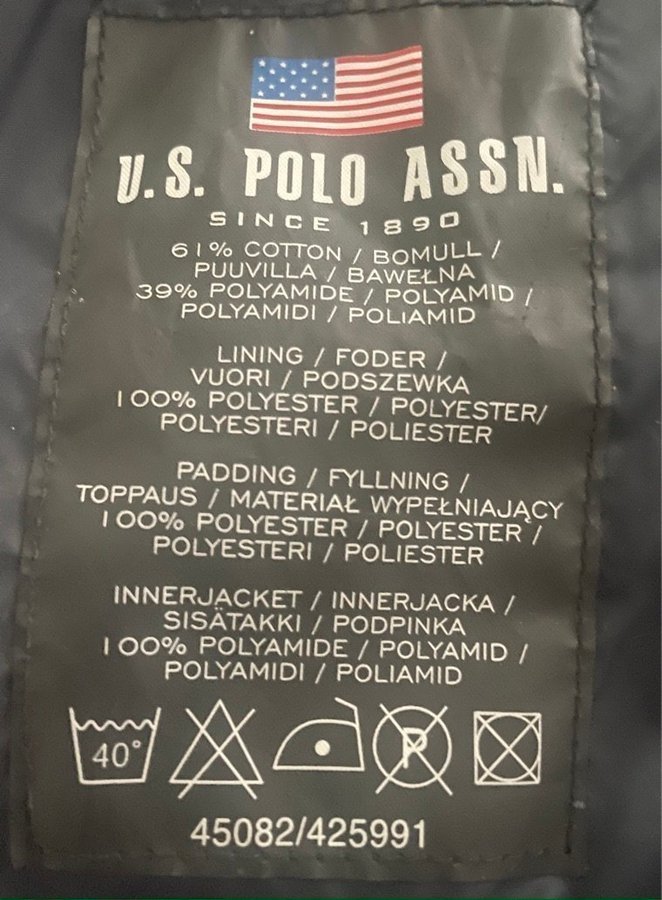 U.S. POLO ASSN.
SINCE 1890
61% COTTON / BOMULL /
PUUVILLA / BAWEŁNA
39% POLYAMIDE / POLYAMID /
POLYAMIDI / POLIAMID
LINING / FODER /
VUORI / PODSZEWKA
100% POLYESTER / POLYESTER/
POLYESTERI / POLIESTER
PADDING / FYLLNING /
TOPPAUS / MATERIAŁ WYPEŁNIAJĄCY
100% POLYESTER / POLYESTER /
POLYESTERI / POLIESTER
INNERJACKET / INNERJACKA /
SISÄTAKKI / PODPINKA
100% POLYAMIDE / POLYAMID /
POLYAMIDI / POLIAMID
40° P
45082/425991